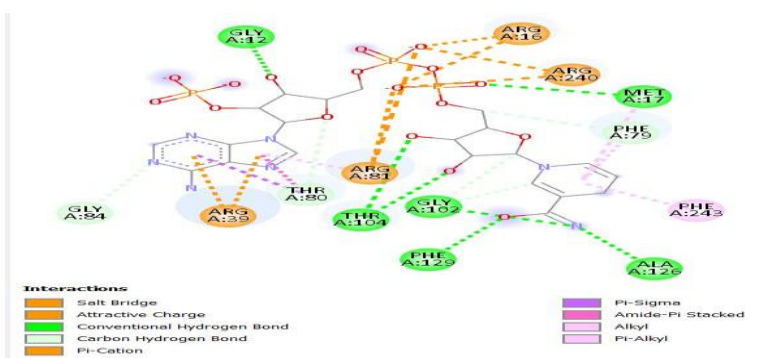 GLY
A:12
ARG
A:16
ARG
A:240
MET
A:17
PHE
A:79
ARG
A:81
THR
A:80
GLY
A:84
ARG
A:39
THR
A:104
GLY
A:102
PHE
A:243
PHE
A:129
ALA
A:126
O
O
O
P
O
O
O
O
P
O
O
O
P
O
O
O
O
O
O
N
N
N
N
N
N
O
N
Interactions
Salt Bridge
Attractive Charge
Conventional Hydrogen Bond
Carbon Hydrogen Bond
Pi-Cation
Pi-Sigma
Amide-Pi Stacked
Alkyl
Pi-Alkyl